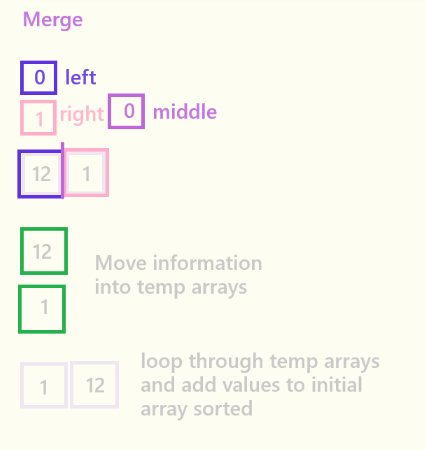 Merge
0 left
1 right 0 middle
12 1
12
Move information
into temp arrays
1
loop through temp arrays
1 12 and add values to initial
array sorted